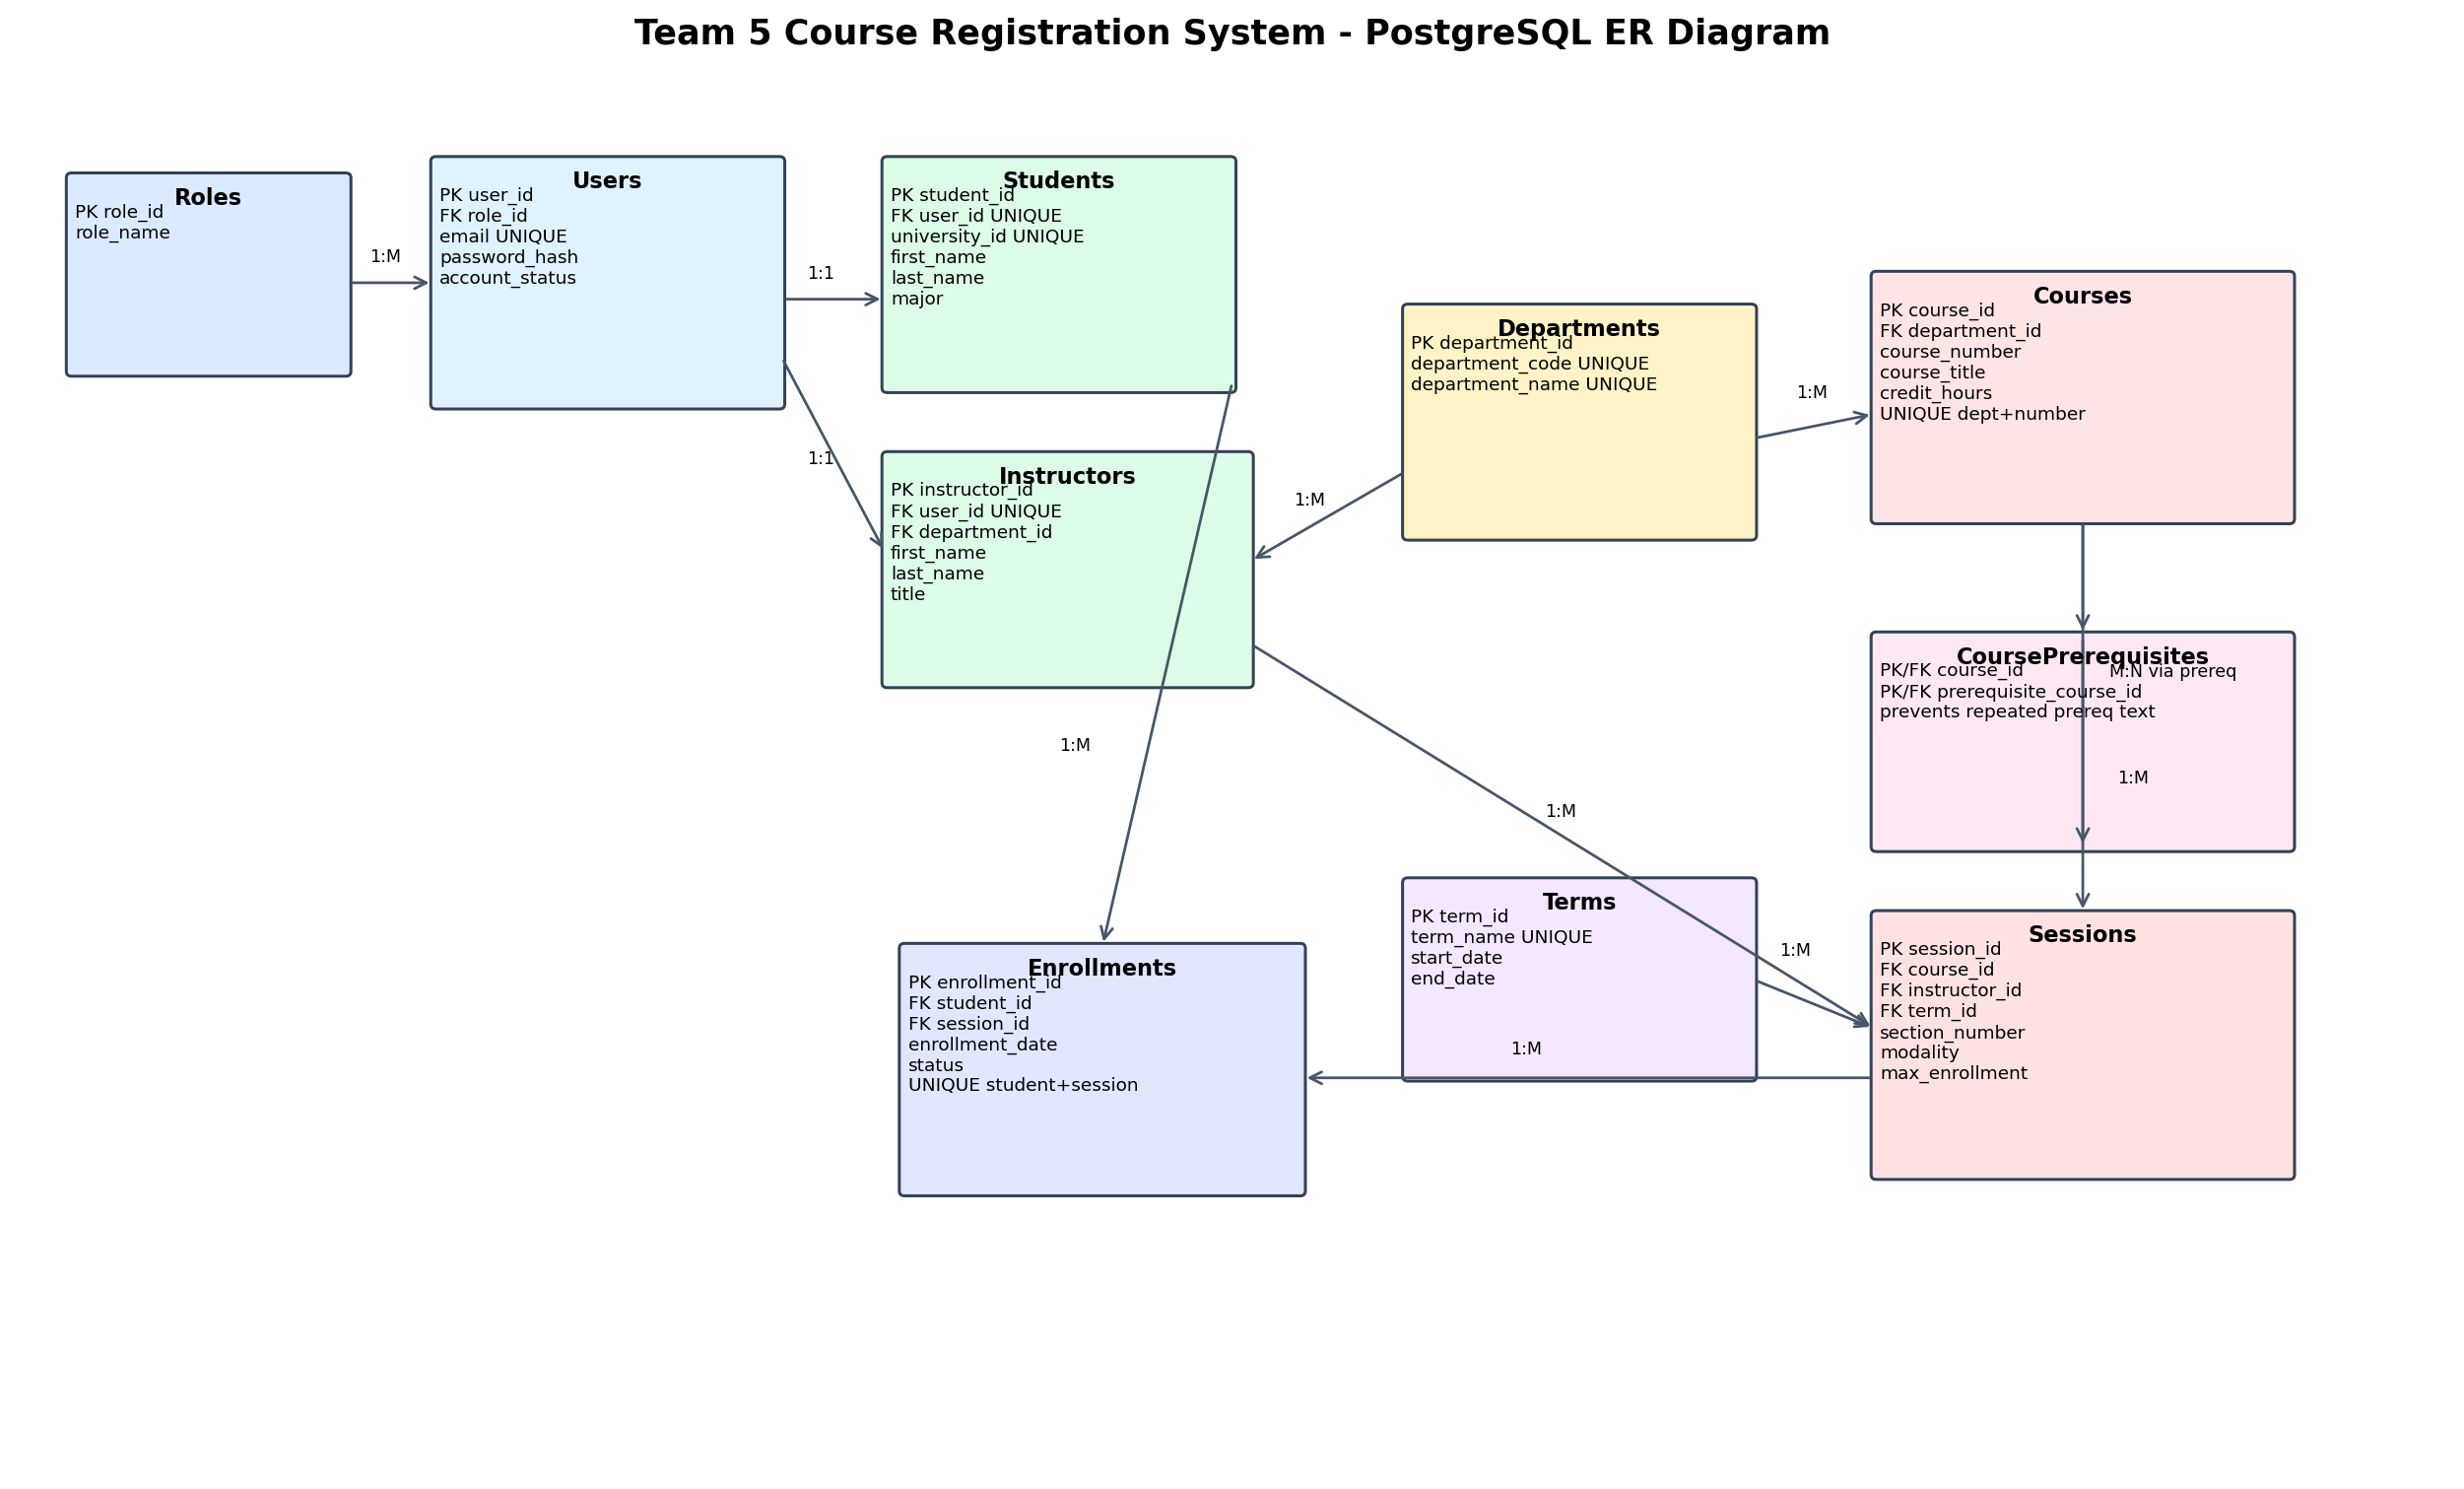 Team 5 Course Registration System - PostgreSQL ER Diagram
Roles
PK role_id
role_name
1:M
Users
PK user_id
FK role_id
email UNIQUE
password_hash
account_status
1:1
1:1
Students
PK student_id
FK user_id UNIQUE
university_id UNIQUE
first_name
last_name
major
Instructors
PK instructor_id
FK user_id UNIQUE
FK department_id
first_name
last_name
title
1:M
Departments
PK department_id
department_code UNIQUE
department_name UNIQUE
1:M
Courses
PK course_id
FK department_id
course_number
course_title
credit_hours
UNIQUE dept+number
CoursePrerequisites
PK/FK course_id
M:N via prereq
PK/FK prerequisite_course_id
prevents repeated prereq text
1:M
1:M
1:M
Enrollments
PK enrollment_id
FK student_id
FK session_id
enrollment_date
status
UNIQUE student+session
Terms
PK term_id
term_name UNIQUE
start_date
end_date
1:M
1:M
Sessions
PK session_id
FK course_id
FK instructor_id
FK term_id
section_number
modality
max_enrollment